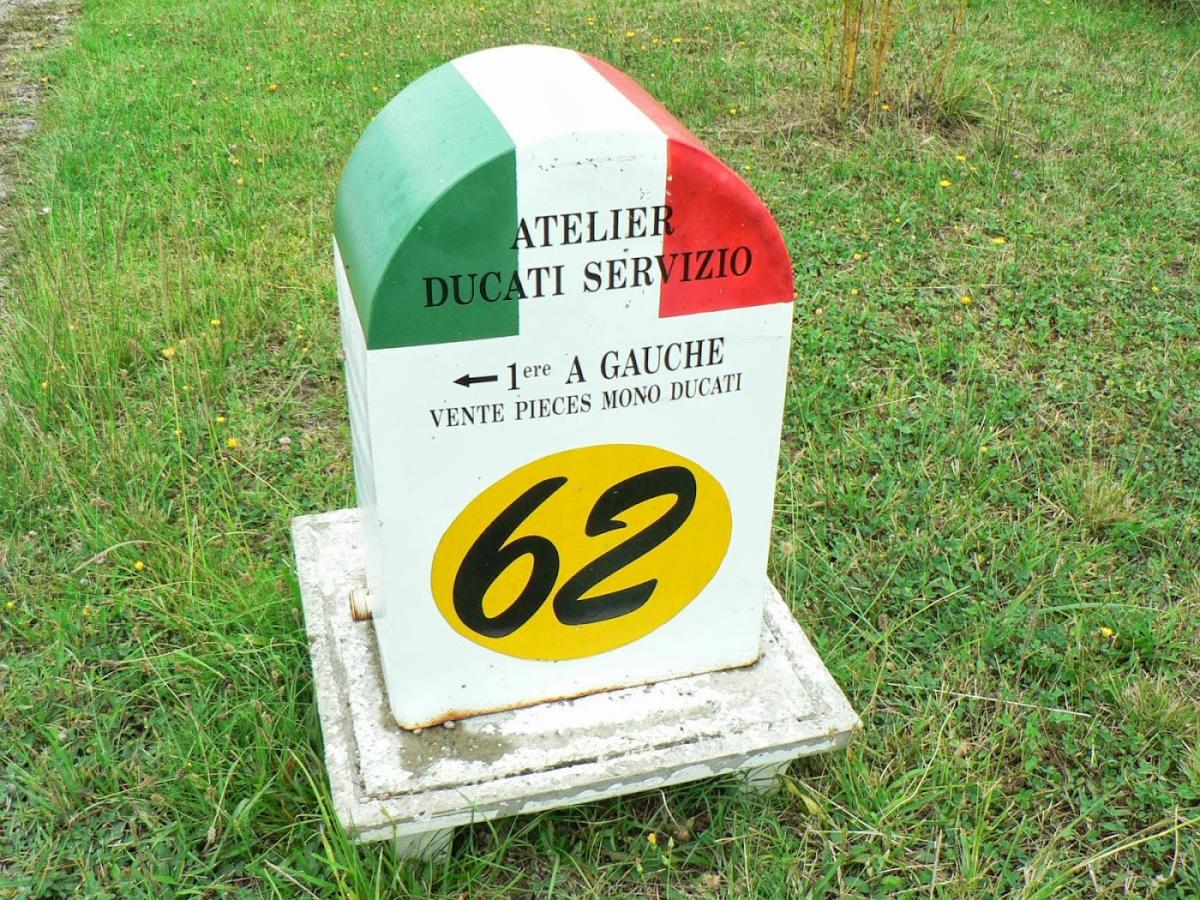 ATELIER
DUCATI SERVIZIO
← 1ere A GAUCHE
VENTE PIECES MONO DUCATI
62